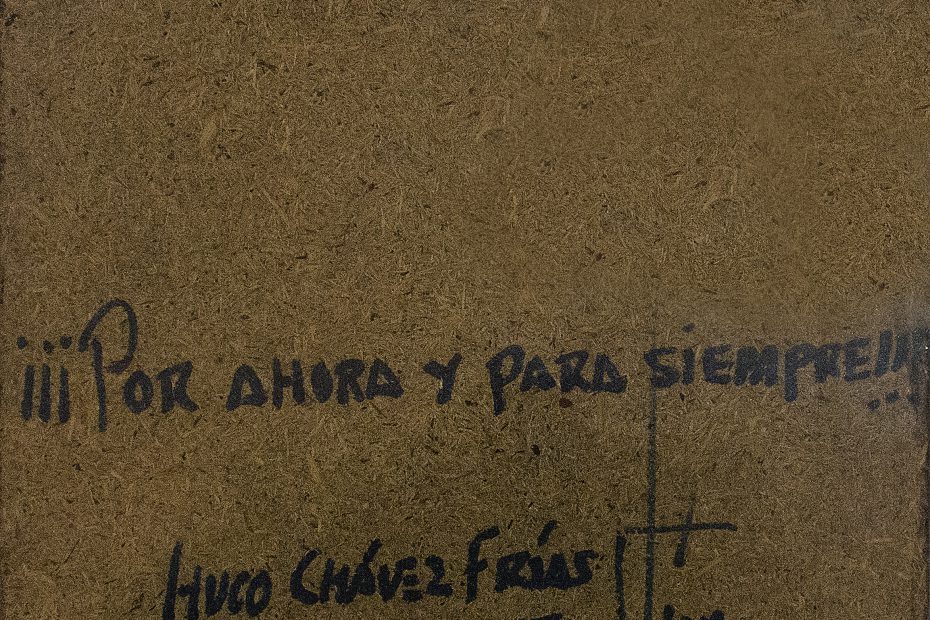 ¡¡¡POR AHORA Y PARA SIEMPRE!!!
HUGO CHÁVEZ FRÍAS